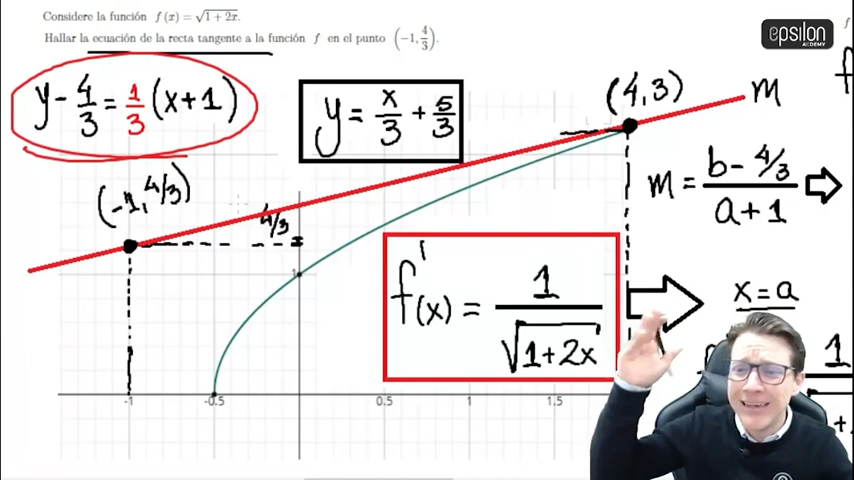 Considere la función f(x) = √1 + 2x.
Hallar la ecuación de la recta tangente a la función f en el punto (−1, 4/3).
epsilon
ACADEMY
y - 4/3 = 1/3 (x+1)
y = x/3 + 5/3
(4,3)
m
(-1, 4/3)
4/3
m = b - 4/3 / a + 1
1
f'(x) = 1/√1+2x
x = a
1
-1
-0.5
0.5
1
1.5